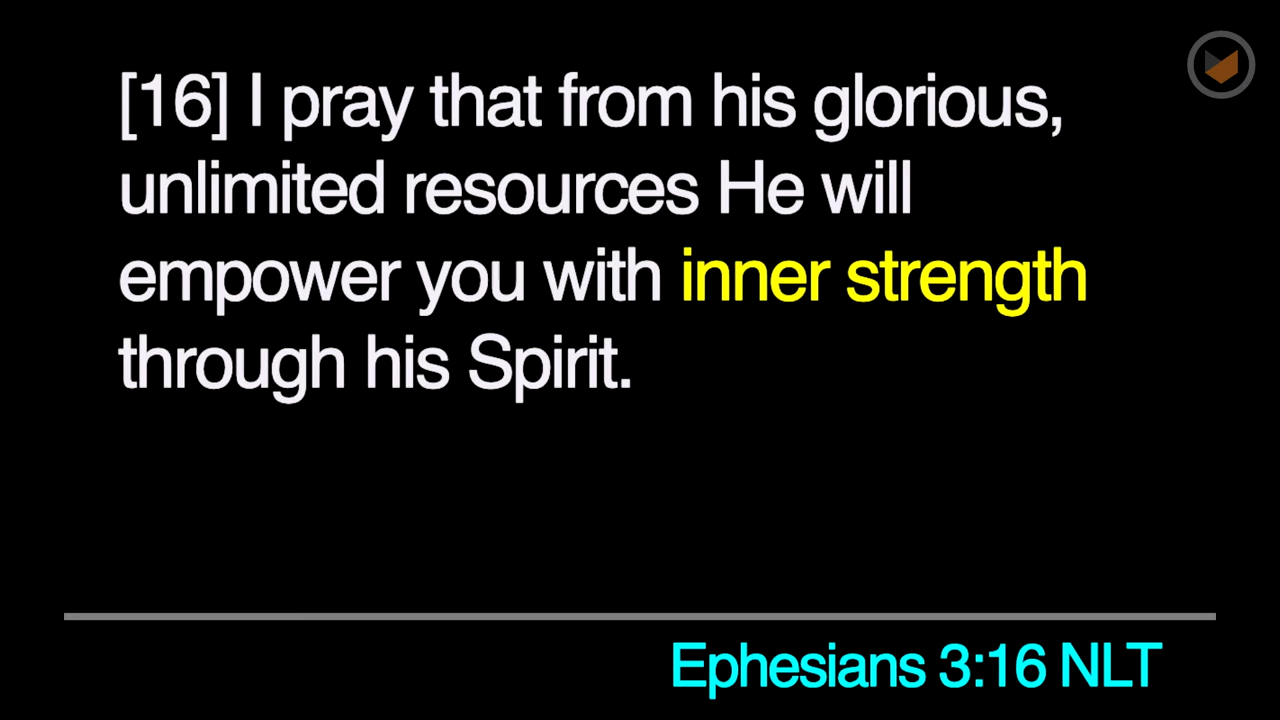 [16] I pray that from his glorious,
unlimited resources He will
empower you with inner strength
through his Spirit.
Ephesians 3:16 NLT